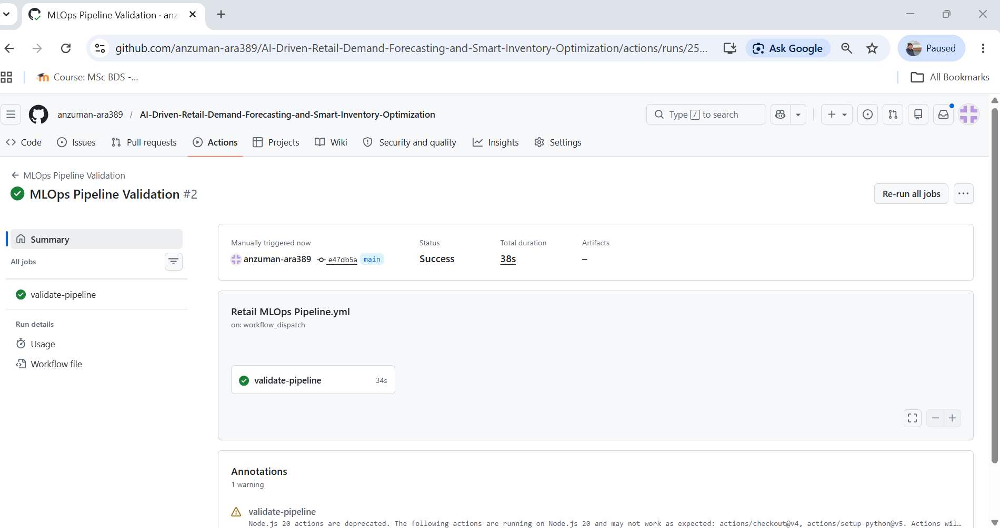 MLOps Pipeline Validation · anz
github.com/anzuman-ara389/AI-Driven-Retail-Demand-Forecasting-and-Smart-Inventory-Optimization/actions/runs/25...
Ask Google
Paused
Course: MSc BDS -...
All Bookmarks
anzuman-ara389 / AI-Driven-Retail-Demand-Forecasting-and-Smart-Inventory-Optimization
Type / to search
Code Issues Pull requests Actions Projects Wiki Security and quality Insights Settings
MLOps Pipeline Validation
MLOps Pipeline Validation #2
Re-run all jobs
Summary
All jobs
validate-pipeline
Run details
Usage
Workflow file
Manually triggered now Status Total duration Artifacts
anzuman-ara389 e47db5a main Success 38s –
Retail MLOps Pipeline.yml
on: workflow_dispatch
validate-pipeline 34s
Annotations
1 warning
validate-pipeline
Node.js 20 actions are deprecated. The following actions are running on Node.js 20 and may not work as expected: actions/checkout@v4, actions/setup-python@v5. Actions wil…